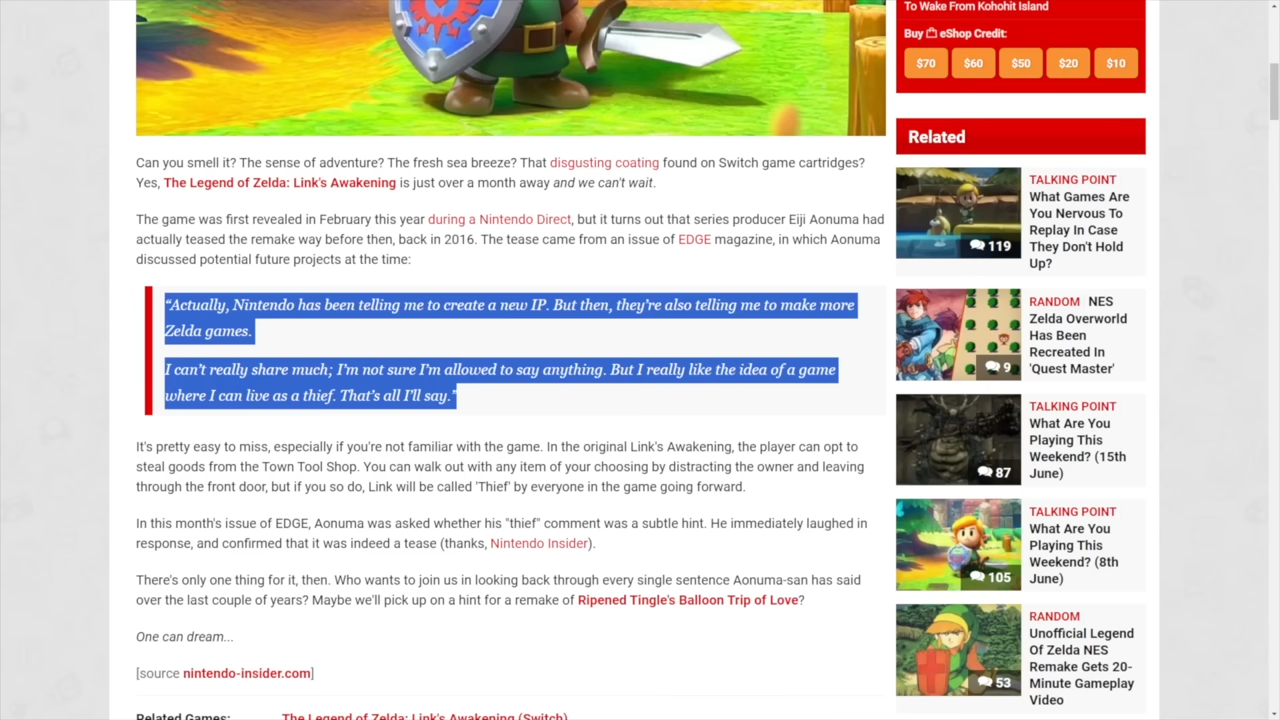 To Wake From Kohohit Island
Buy eShop Credit:
$70 $60 $50 $20 $10
Can you smell it? The sense of adventure? The fresh sea breeze? That disgusting coating found on Switch game cartridges?
Yes, The Legend of Zelda: Link's Awakening is just over a month away and we can't wait.
The game was first revealed in February this year during a Nintendo Direct, but it turns out that series producer Eiji Aonuma had
actually teased the remake way before then, back in 2016. The tease came from an issue of EDGE magazine, in which Aonuma
discussed potential future projects at the time:
“Actually, Nintendo has been telling me to create a new IP. But then, they’re also telling me to make more
Zelda games.
I can’t really share much; I’m not sure I’m allowed to say anything. But I really like the idea of a game
where I can live as a thief. That’s all I’ll say.”
It's pretty easy to miss, especially if you're not familiar with the game. In the original Link's Awakening, the player can opt to
steal goods from the Town Tool Shop. You can walk out with any item of your choosing by distracting the owner and leaving
through the front door, but if you so do, Link will be called 'Thief' by everyone in the game going forward.
In this month's issue of EDGE, Aonuma was asked whether his "thief" comment was a subtle hint. He immediately laughed in
response, and confirmed that it was indeed a tease (thanks, Nintendo Insider).
There's only one thing for it, then. Who wants to join us in looking back through every single sentence Aonuma-san has said
over the last couple of years? Maybe we'll pick up on a hint for a remake of Ripened Tingle's Balloon Trip of Love?
One can dream...
[source nintendo-insider.com]
Related Games: The Legend of Zelda: Link's Awakening (Switch)
Related
TALKING POINT
What Games Are
You Nervous To
Replay In Case
They Don't Hold
Up?
119
RANDOM NES
Zelda Overworld
Has Been
Recreated In
'Quest Master'
9
TALKING POINT
What Are You
Playing This
Weekend? (15th
June)
87
TALKING POINT
What Are You
Playing This
Weekend? (8th
June)
105
RANDOM
Unofficial Legend
Of Zelda NES
Remake Gets 20-
Minute Gameplay
Video
53